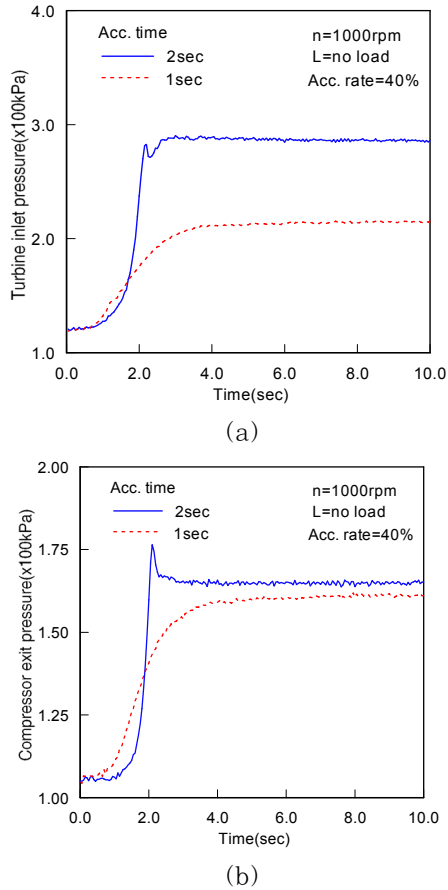 Acc. time
2sec
1sec
n=1000rpm
L=no load
Acc. rate=40%
Turbine inlet pressure(x100kPa)
4.0
3.0
2.0
1.0
0.0 2.0 4.0 6.0 8.0 10.0
Time(sec)
(a)
Acc. time
2sec
1sec
n=1000rpm
L=no load
Acc. rate=40%
Compressor exit pressure(x100kPa)
2.00
1.75
1.50
1.25
1.00
0.0 2.0 4.0 6.0 8.0 10.0
Time(sec)
(b)